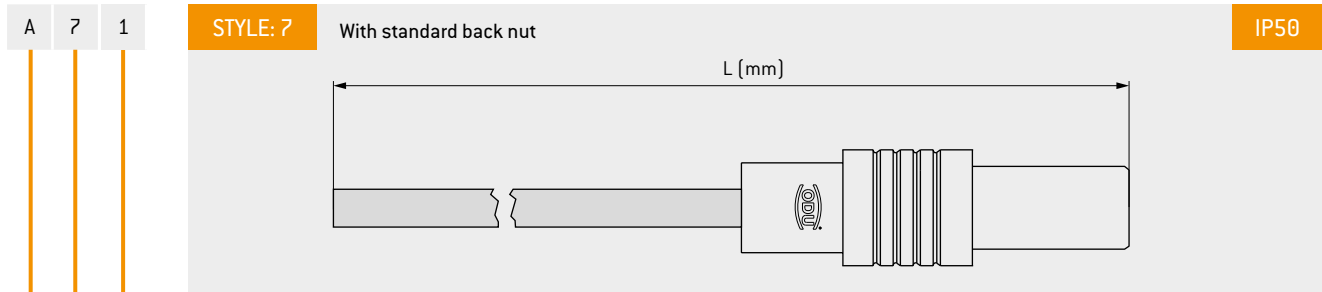 A 7 1
STYLE: 7 With standard back nut IP50
L (mm)
ODU